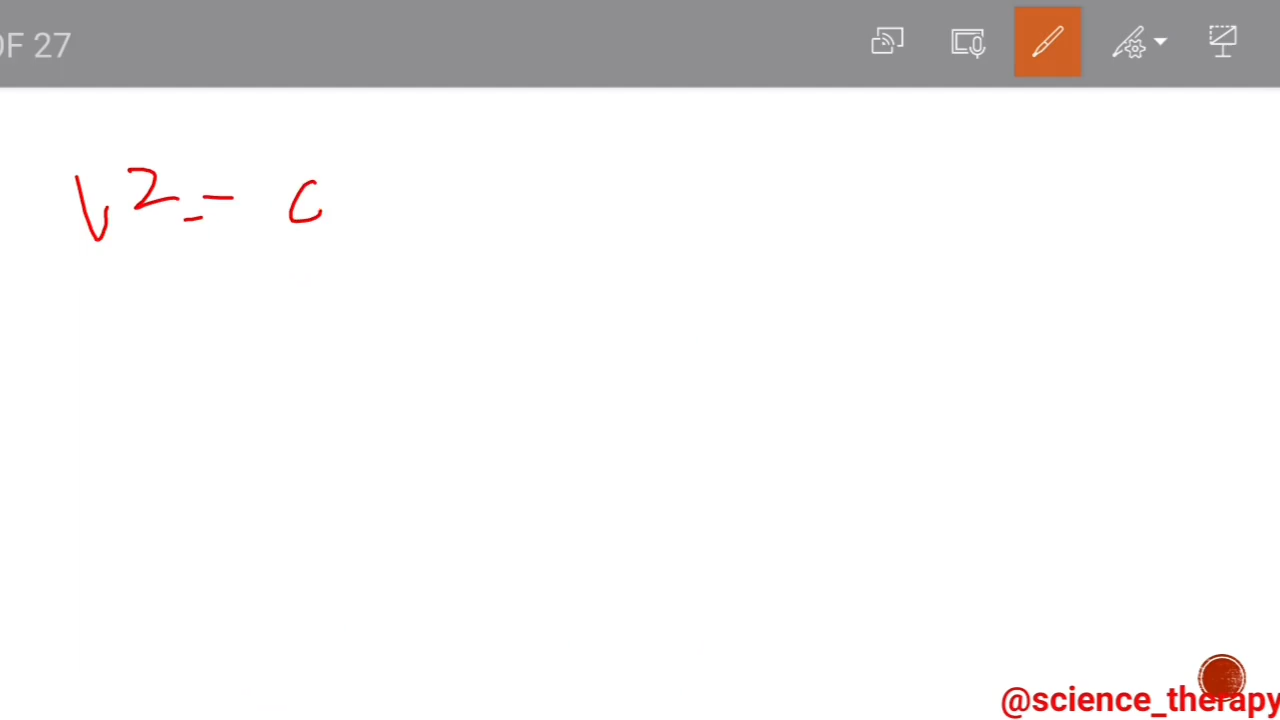 OF 27
v² = c
@science_therapy